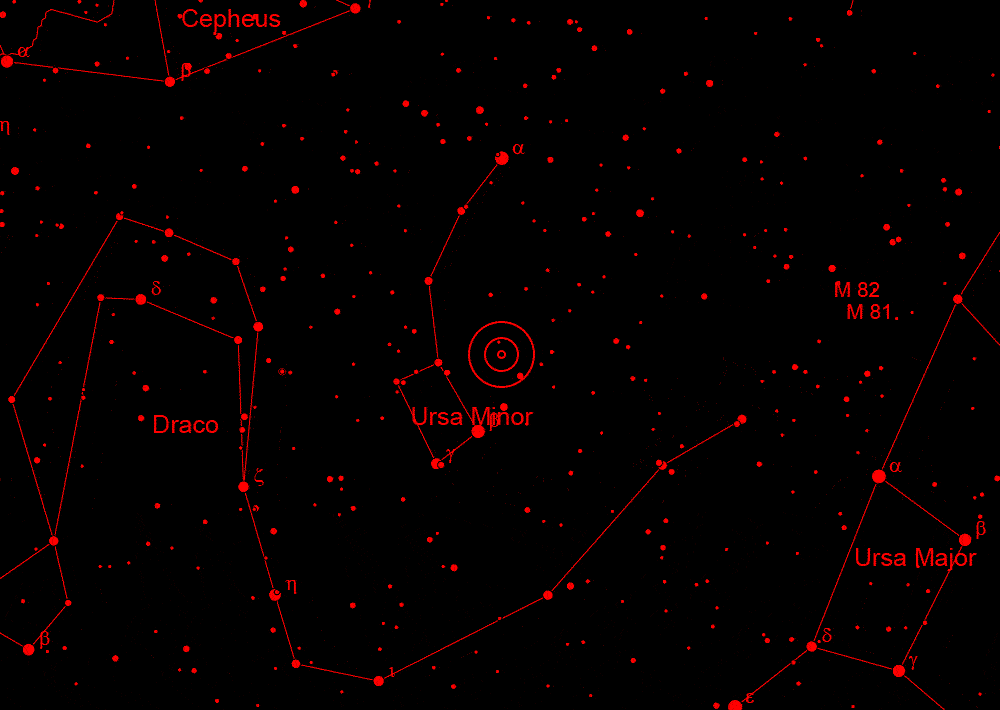 Cepheus
α
β
γ
η
α
δ
M 82
M 81
Draco
Ursa Minor
β
γ
ζ
α
β
Ursa Major
η
β
δ
γ
ι
ε